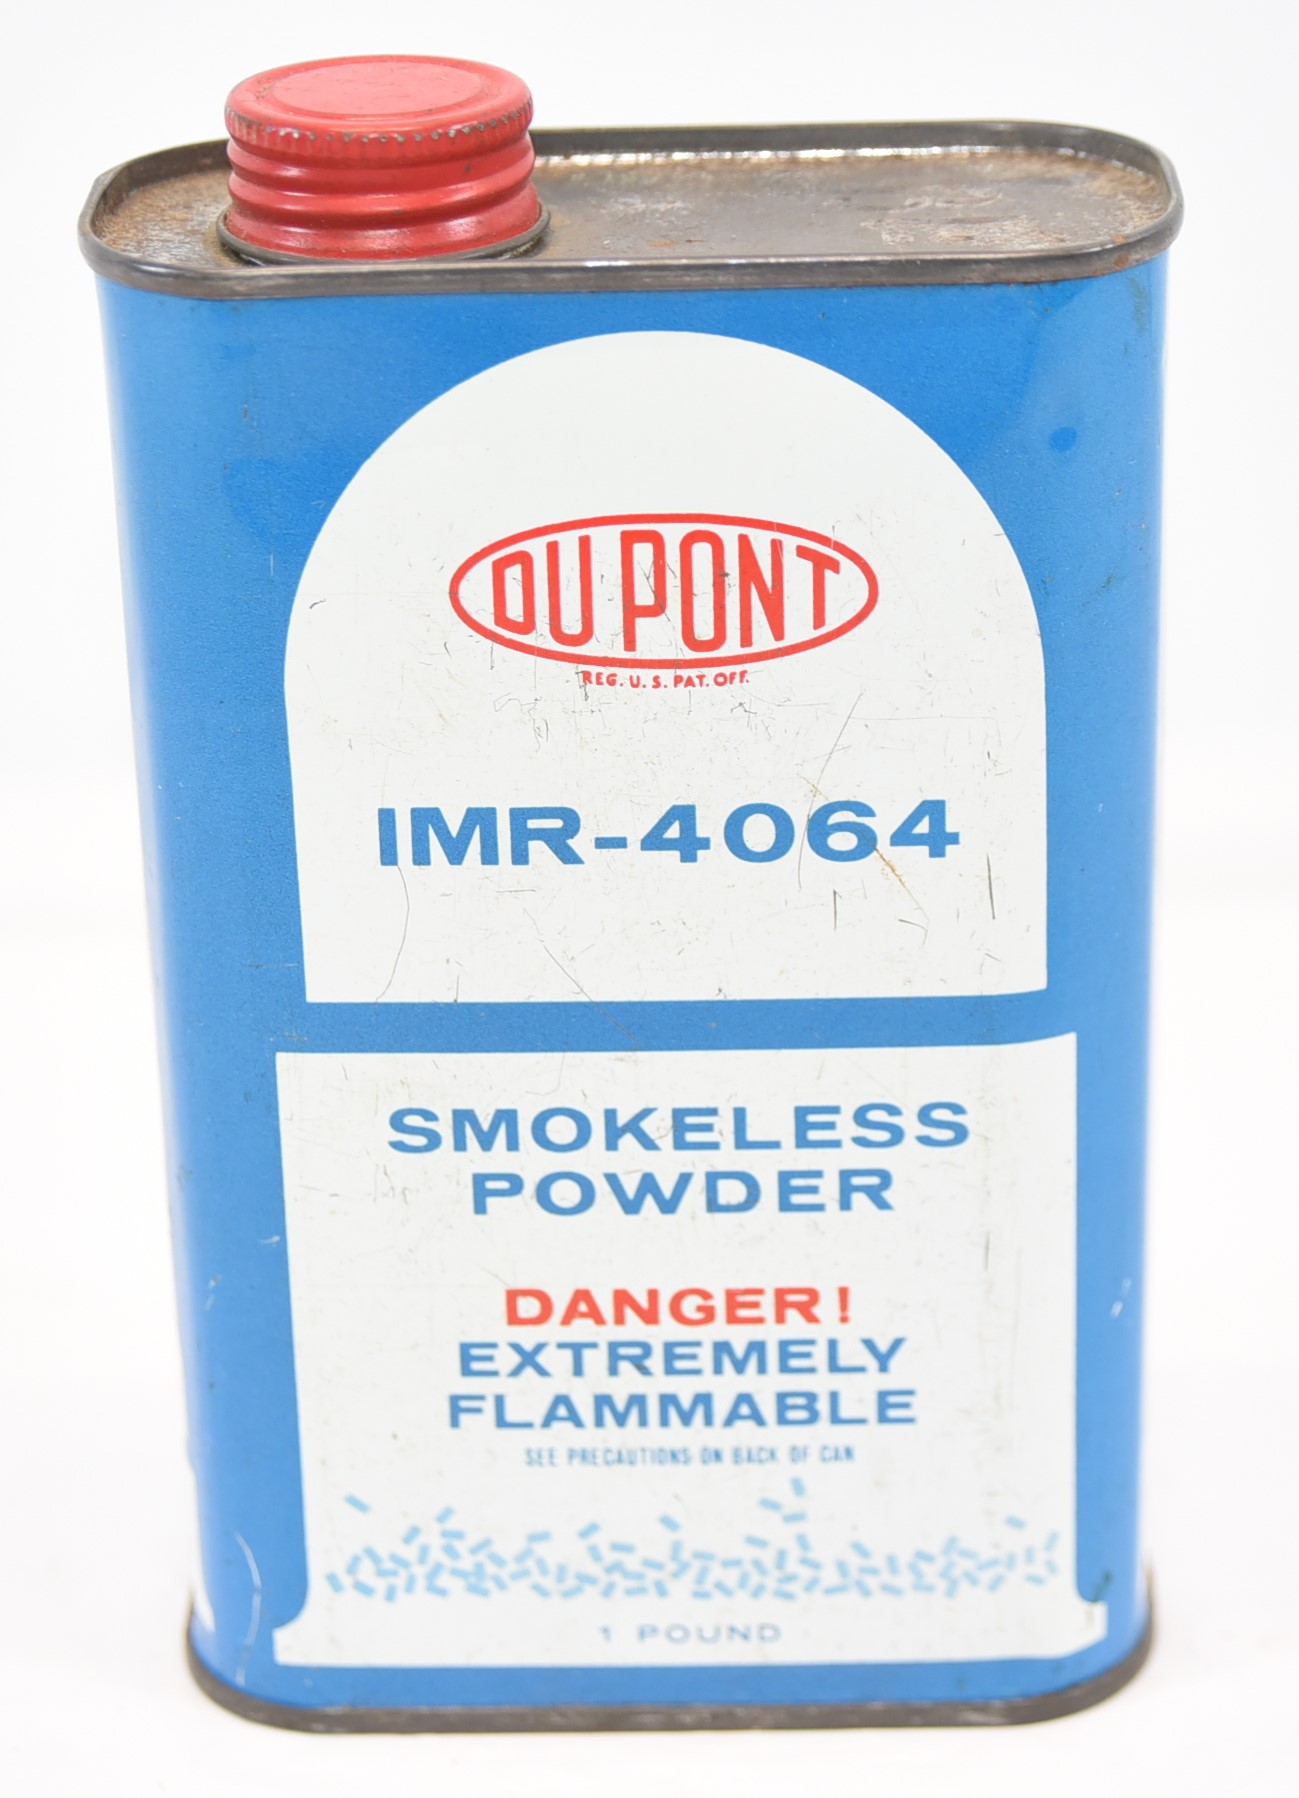 DU PONT
REG. U. S. PAT. OFF.
IMR-4064
SMOKELESS
POWDER
DANGER!
EXTREMELY
FLAMMABLE
SEE PRECAUTIONS ON BACK OF CAN
1 POUND